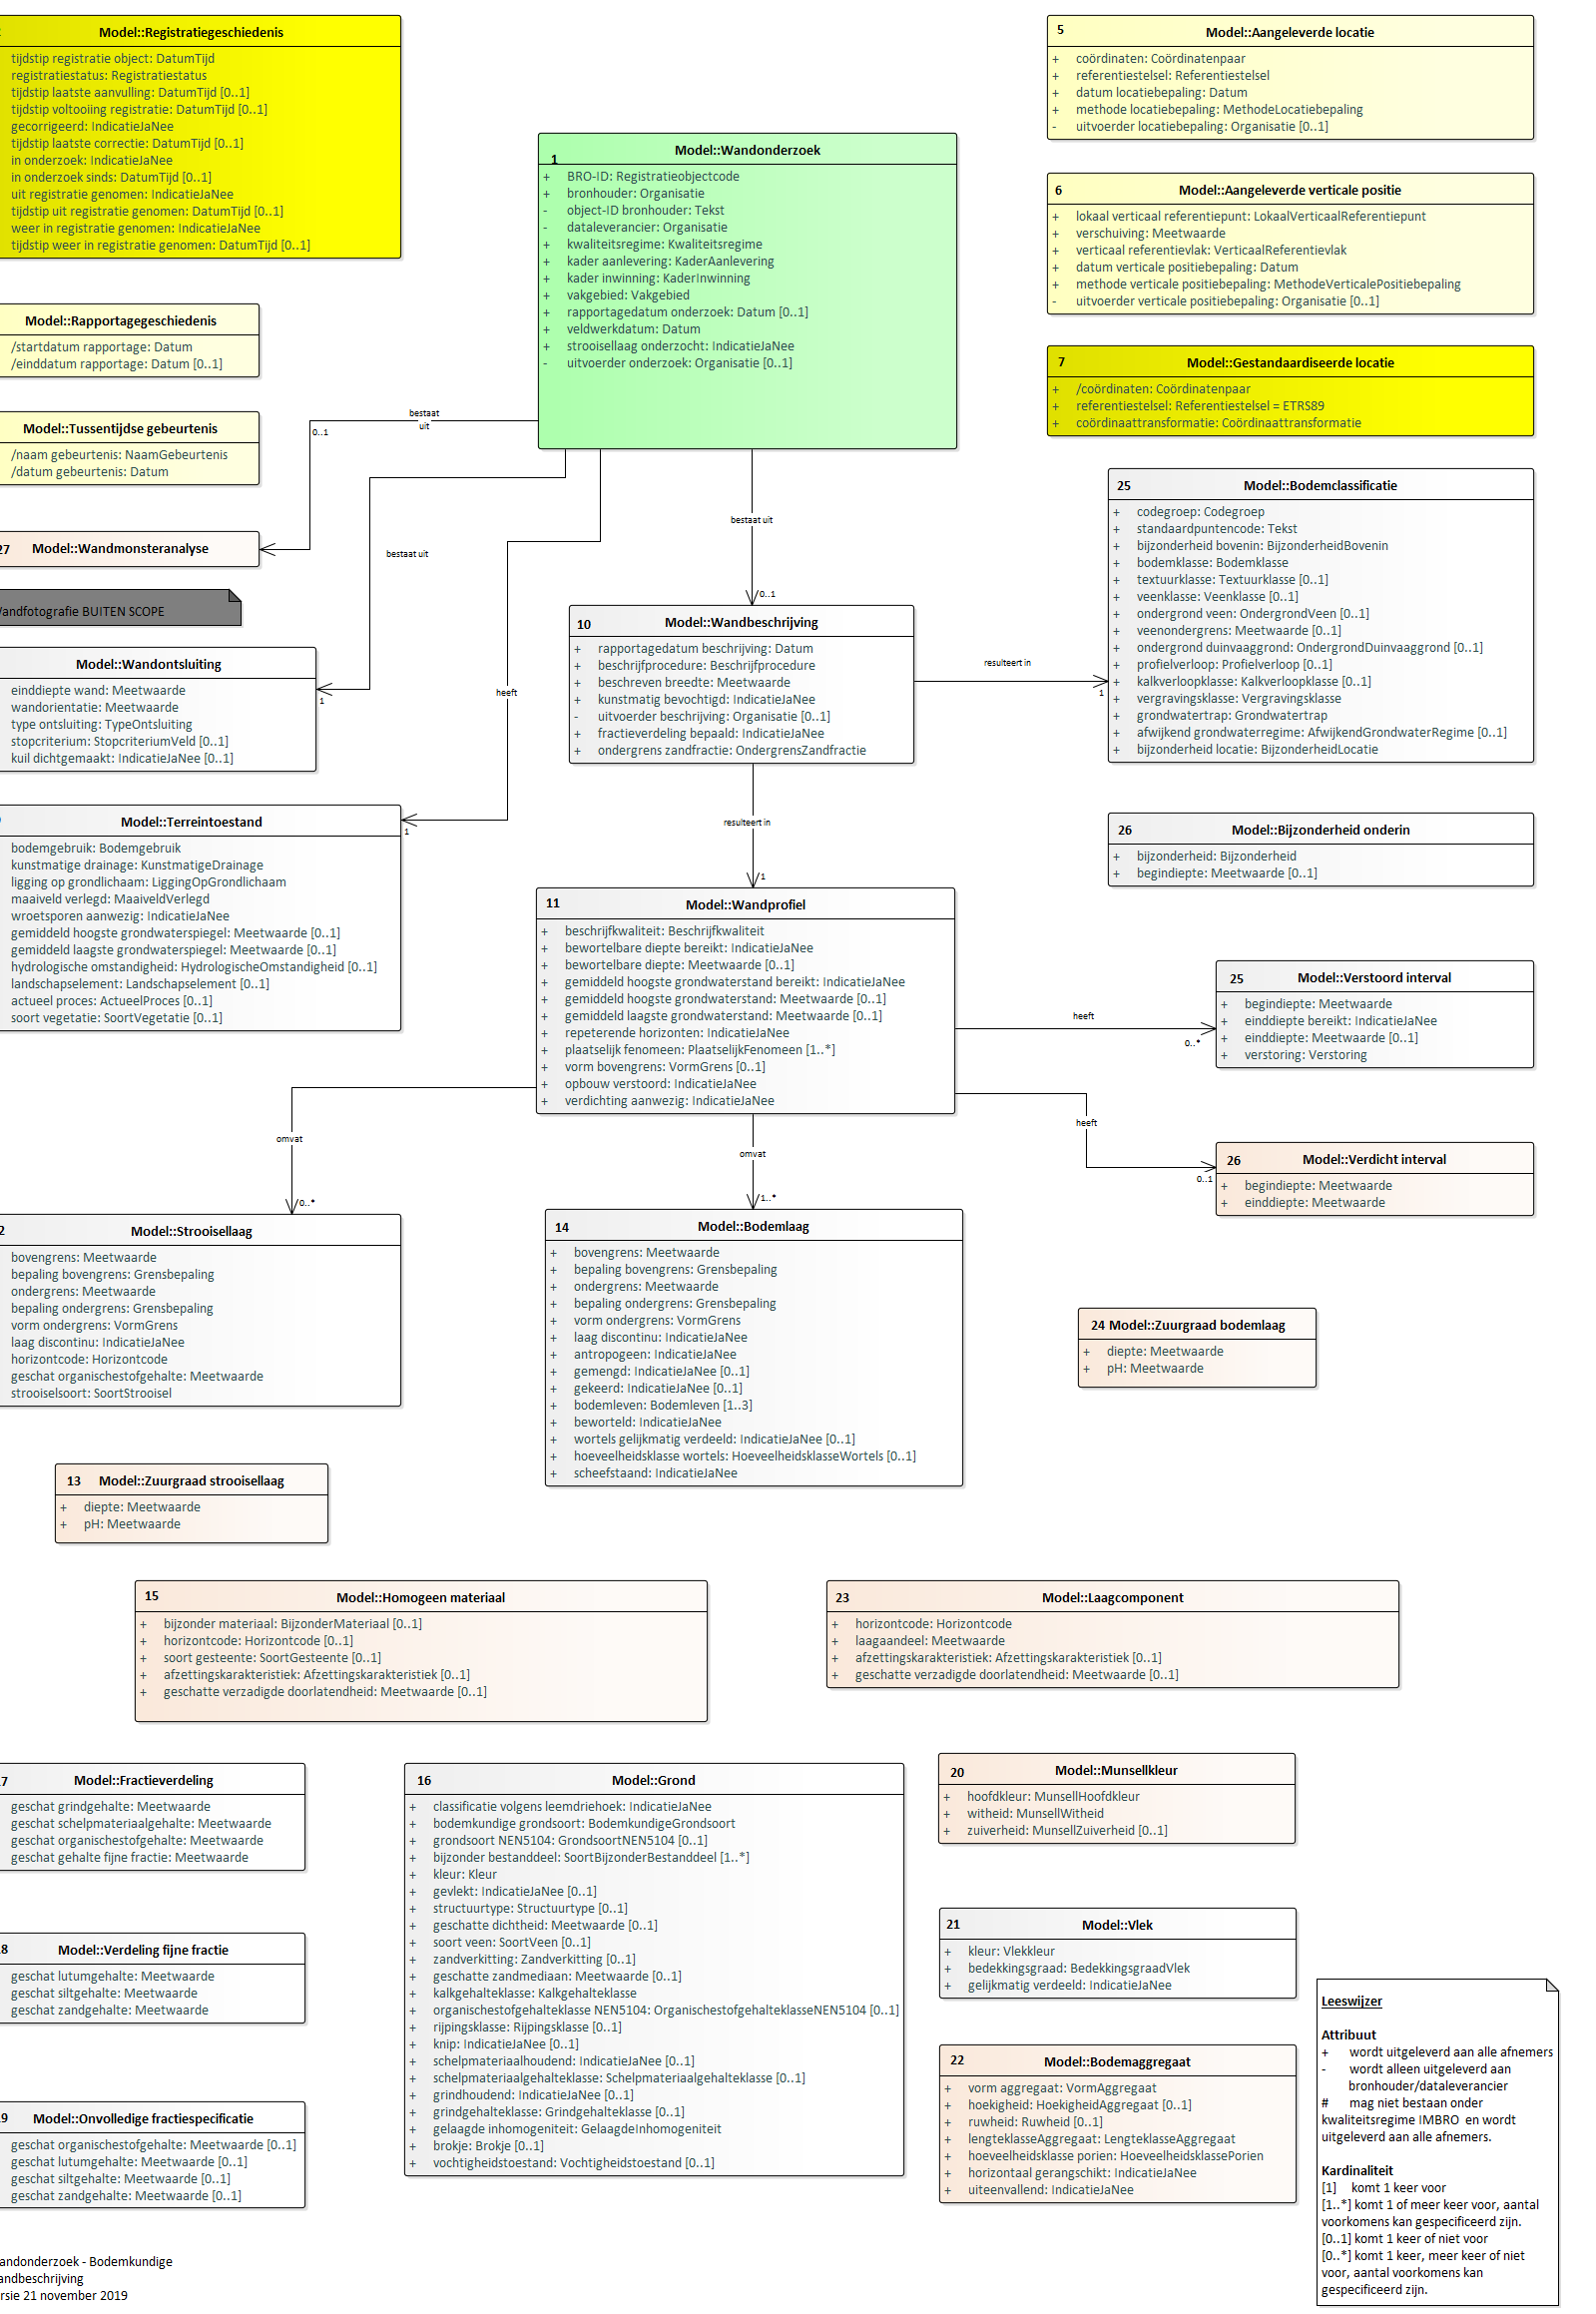 Model::Registratiegeschiedenis
tijdstip registratie object: DatumTijd
registratiestatus: Registratiestatus
tijdstip laatste aanvulling: DatumTijd [0..1]
tijdstip voltooiing registratie: DatumTijd [0..1]
gecorrigeerd: IndicatieJaNee
tijdstip laatste correctie: DatumTijd [0..1]
in onderzoek: IndicatieJaNee
in onderzoek sinds: DatumTijd [0..1]
uit registratie genomen: IndicatieJaNee
tijdstip uit registratie genomen: DatumTijd [0..1]
weer in registratie genomen: IndicatieJaNee
tijdstip weer in registratie genomen: DatumTijd [0..1]
5 Model::Aangeleverde locatie
+ coördinaten: Coördinatenpaar
+ referentiestelsel: Referentiestelsel
+ datum locatiebepaling: Datum
+ methode locatiebepaling: MethodeLocatiebepaling
- uitvoerder locatiebepaling: Organisatie [0..1]
1 Model::Wandonderzoek
+ BRO-ID: Registratieobjectcode
+ bronhouder: Organisatie
- object-ID bronhouder: Tekst
- dataleverancier: Organisatie
+ kwaliteitsregime: Kwaliteitsregime
+ kader aanlevering: KaderAanlevering
+ kader inwinning: KaderInwinning
+ vakgebied: Vakgebied
+ rapportagedatum onderzoek: Datum [0..1]
+ veldwerkdatum: Datum
+ strooisellaag onderzocht: IndicatieJaNee
- uitvoerder onderzoek: Organisatie [0..1]
6 Model::Aangeleverde verticale positie
+ lokaal verticaal referentiepunt: LokaalVerticaalReferentiepunt
+ verschuiving: Meetwaarde
+ verticaal referentievlak: VerticaalReferentievlak
+ datum verticale positiebepaling: Datum
+ methode verticale positiebepaling: MethodeVerticalePositiebepaling
- uitvoerder verticale positiebepaling: Organisatie [0..1]
Model::Rapportagegeschiedenis
/startdatum rapportage: Datum
/einddatum rapportage: Datum [0..1]
7 Model::Gestandaardiseerde locatie
+ /coördinaten: Coördinatenpaar
+ referentiestelsel: Referentiestelsel = ETRS89
+ coördinaattransformatie: Coördinaattransformatie
Model::Tussentijdse gebeurtenis
/naam gebeurtenis: NaamGebeurtenis
/datum gebeurtenis: Datum
bestaat
uit
0..1
27 Model::Wandmonsteranalyse
bestaat uit
bestaat uit
0..1
andfotografie BUITEN SCOPE
25 Model::Bodemclassificatie
+ codegroep: Codegroep
+ standaardpuntencode: Tekst
+ bijzonderheid bovenin: BijzonderheidBovenin
+ bodemklasse: Bodemklasse
+ textuurklasse: Textuurklasse [0..1]
+ veenklasse: Veenklasse [0..1]
+ ondergrond veen: OndergrondVeen [0..1]
+ veenondergrens: Meetwaarde [0..1]
+ ondergrond duinvaaggrond: OndergrondDuinvaaggrond [0..1]
+ profielverloop: Profielverloop [0..1]
+ kalkverloopklasse: Kalkverloopklasse [0..1]
+ vergravingsklasse: Vergravingsklasse
+ grondwatertrap: Grondwatertrap
+ afwijkend grondwaterregime: AfwijkendGrondwaterRegime [0..1]
+ bijzonderheid locatie: BijzonderheidLocatie
10 Model::Wandbeschrijving
+ rapportagedatum beschrijving: Datum
+ beschrijfprocedure: Beschrijfprocedure
+ beschreven breedte: Meetwaarde
+ kunstmatig bevochtigd: IndicatieJaNee
- uitvoerder beschrijving: Organisatie [0..1]
+ fractieverdeling bepaald: IndicatieJaNee
+ ondergrens zandfractie: OndergrensZandfractie
resulteert in
1
Model::Wandontsluiting
einddiepte wand: Meetwaarde
wandorientatie: Meetwaarde
type ontsluiting: TypeOntsluiting
stopcriterium: StopcriteriumVeld [0..1]
kuil dichtgemaakt: IndicatieJaNee [0..1]
1
heeft
1
Model::Terreintoestand
bodemgebruik: Bodemgebruik
kunstmatige drainage: KunstmatigeDrainage
ligging op grondlichaam: LiggingOpGrondlichaam
maaiveld verlegd: MaaiveldVerlegd
wroetsporen aanwezig: IndicatieJaNee
gemiddeld hoogste grondwaterspiegel: Meetwaarde [0..1]
gemiddeld laagste grondwaterspiegel: Meetwaarde [0..1]
hydrologische omstandigheid: HydrologischeOmstandigheid [0..1]
landschapselement: Landschapselement [0..1]
actueel proces: ActueelProces [0..1]
soort vegetatie: SoortVegetatie [0..1]
resulteert in
1
26 Model::Bijzonderheid onderin
+ bijzonderheid: Bijzonderheid
+ begindiepte: Meetwaarde [0..1]
11 Model::Wandprofiel
+ beschrijfkwaliteit: Beschrijfkwaliteit
+ bewortelbare diepte bereikt: IndicatieJaNee
+ bewortelbare diepte: Meetwaarde [0..1]
+ gemiddeld hoogste grondwaterstand bereikt: IndicatieJaNee
+ gemiddeld hoogste grondwaterstand: Meetwaarde [0..1]
+ gemiddeld laagste grondwaterstand: Meetwaarde [0..1]
+ repeterende horizonten: IndicatieJaNee
+ plaatselijk fenomeen: PlaatselijkFenomeen [1..*]
+ vorm bovengrens: VormGrens [0..1]
+ opbouw verstoord: IndicatieJaNee
+ verdichting aanwezig: IndicatieJaNee
heeft
0..*
25 Model::Verstoord interval
+ begindiepte: Meetwaarde
+ einddiepte bereikt: IndicatieJaNee
+ einddiepte: Meetwaarde [0..1]
+ verstoring: Verstoring
heeft
0..1
26 Model::Verdicht interval
+ begindiepte: Meetwaarde
+ einddiepte: Meetwaarde
omvat
0..*
omvat
1..*
2 Model::Strooisellaag
bovengrens: Meetwaarde
bepaling bovengrens: Grensbepaling
ondergrens: Meetwaarde
bepaling ondergrens: Grensbepaling
vorm ondergrens: VormGrens
laag discontinu: IndicatieJaNee
horizontcode: Horizontcode
geschat organischestofgehalte: Meetwaarde
strooiselsoort: SoortStrooisel
14 Model::Bodemlaag
+ bovengrens: Meetwaarde
+ bepaling bovengrens: Grensbepaling
+ ondergrens: Meetwaarde
+ bepaling ondergrens: Grensbepaling
+ vorm ondergrens: VormGrens
+ laag discontinu: IndicatieJaNee
+ antropogeen: IndicatieJaNee
+ gemengd: IndicatieJaNee [0..1]
+ gekeerd: IndicatieJaNee [0..1]
+ bodemleven: Bodemleven [1..3]
+ beworteld: IndicatieJaNee
+ wortels gelijkmatig verdeeld: IndicatieJaNee [0..1]
+ hoeveelheidsklasse wortels: HoeveelheidsklasseWortels [0..1]
+ scheefstaand: IndicatieJaNee
24 Model::Zuurgraad bodemlaag
+ diepte: Meetwaarde
+ pH: Meetwaarde
13 Model::Zuurgraad strooisellaag
+ diepte: Meetwaarde
+ pH: Meetwaarde
15 Model::Homogeen materiaal
+ bijzonder materiaal: BijzonderMateriaal [0..1]
+ horizontcode: Horizontcode [0..1]
+ soort gesteente: SoortGesteente [0..1]
+ afzettingskarakteristiek: Afzettingskarakteristiek [0..1]
+ geschatte verzadigde doorlatendheid: Meetwaarde [0..1]
23 Model::Laagcomponent
+ horizontcode: Horizontcode
+ laagaandeel: Meetwaarde
+ afzettingskarakteristiek: Afzettingskarakteristiek [0..1]
+ geschatte verzadigde doorlatendheid: Meetwaarde [0..1]
7 Model::Fractieverdeling
geschat grindgehalte: Meetwaarde
geschat schelpmateriaalgehalte: Meetwaarde
geschat organischestofgehalte: Meetwaarde
geschat gehalte fijne fractie: Meetwaarde
16 Model::Grond
+ classificatie volgens leemdriehoek: IndicatieJaNee
+ bodemkundige grondsoort: BodemkundigeGrondsoort
+ grondsoort NEN5104: GrondsoortNEN5104 [0..1]
+ bijzonder bestanddeel: SoortBijzonderBestanddeel [1..*]
+ kleur: Kleur
+ gevlekt: IndicatieJaNee [0..1]
+ structuurtype: Structuurtype [0..1]
+ geschatte dichtheid: Meetwaarde [0..1]
+ soort veen: SoortVeen [0..1]
+ zandverkitting: Zandverkitting [0..1]
+ geschatte zandmediaan: Meetwaarde [0..1]
+ kalkgehalteklasse: Kalkgehalteklasse
+ organischestofgehalteklasse NEN5104: OrganischestofgehalteklasseNEN5104 [0..1]
+ rijpingsklasse: Rijpingsklasse [0..1]
+ knip: IndicatieJaNee [0..1]
+ schelpmateriaalhoudend: IndicatieJaNee [0..1]
+ schelpmateriaalgehalteklasse: Schelpmateriaalgehalteklasse [0..1]
+ grindhoudend: IndicatieJaNee [0..1]
+ grindgehalteklasse: Grindgehalteklasse [0..1]
+ gelaagde inhomogeniteit: GelaagdeInhomogeniteit
+ brokje: Brokje [0..1]
+ vochtigheidstoestand: Vochtigheidstoestand [0..1]
20 Model::Munsellkleur
+ hoofdkleur: MunsellHoofdkleur
+ witheid: MunsellWitheid
+ zuiverheid: MunsellZuiverheid [0..1]
21 Model::Vlek
+ kleur: Vlekkleur
+ bedekkingsgraad: BedekkingsgraadVlek
+ gelijkmatig verdeeld: IndicatieJaNee
8 Model::Verdeling fijne fractie
geschat lutumgehalte: Meetwaarde
geschat siltgehalte: Meetwaarde
geschat zandgehalte: Meetwaarde
22 Model::Bodemaggregaat
+ vorm aggregaat: VormAggregaat
+ hoekigheid: HoekigheidAggregaat [0..1]
+ ruwheid: Ruwheid [0..1]
+ lengteklasseAggregaat: LengteklasseAggregaat
+ hoeveelheidsklasse porien: HoeveelheidsklassePorien
+ horizontaal gerangschikt: IndicatieJaNee
+ uiteenvallend: IndicatieJaNee
9 Model::Onvolledige fractiespecificatie
geschat organischestofgehalte: Meetwaarde [0..1]
geschat lutumgehalte: Meetwaarde [0..1]
geschat siltgehalte: Meetwaarde [0..1]
geschat zandgehalte: Meetwaarde [0..1]
Leeswijzer
Attribuut
+ wordt uitgeleverd aan alle afnemers
- wordt alleen uitgeleverd aan
bronhouder/dataleverancier
# mag niet bestaan onder
kwaliteitsregime IMBRO en wordt
uitgeleverd aan alle afnemers.
Kardinaliteit
[1] komt 1 keer voor
[1..*] komt 1 of meer keer voor, aantal
voorkomens kan gespecificeerd zijn.
[0..1] komt 1 keer of niet voor
[0..*] komt 1 keer, meer keer of niet
voor, aantal voorkomens kan
gespecificeerd zijn.
andonderzoek - Bodemkundige
andbeschrijving
rsie 21 november 2019